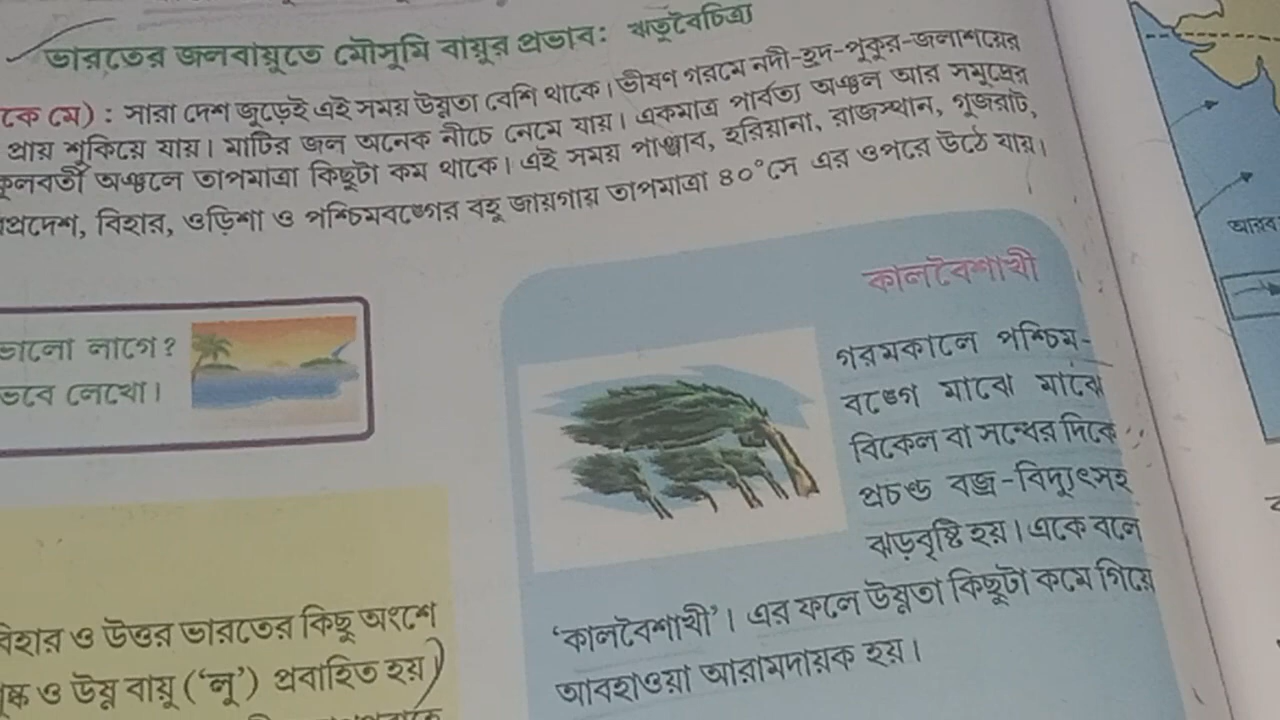 ভারতের জলবায়ুতে মৌসুমি বায়ুর প্রভাব: ঋতুবৈচিত্র্য
কে মে) : সারা দেশ জুড়েই এই সময় উষ্ণতা বেশি থাকে। ভীষণ গরমে নদী-হ্রদ-পুকুর-জলাশয়ের
প্রায় শুকিয়ে যায়। মাটির জল অনেক নীচে নেমে যায়। একমাত্র পার্বত্য অঞ্চল আর সমুদ্রের
কূলবর্তী অঞ্চলে তাপমাত্রা কিছুটা কম থাকে। এই সময় পাঞ্জাব, হরিয়ানা, রাজস্থান, গুজরাট,
প্রদেশ, বিহার, ওড়িশা ও পশ্চিমবঙ্গের বহু জায়গায় তাপমাত্রা ৪০°সে এর ওপরে উঠে যায়।
ভালো লাগে?
লেখো।
কালবৈশাখী
গরমকালে পশ্চিম-
বঙ্গে মাঝে মাঝে
বিকেল বা সন্ধের দিকে
প্রচণ্ড বজ্র-বিদ্যুৎসহ
ঝড়বৃষ্টি হয়। একে বলে
‘কালবৈশাখী’। এর ফলে উষ্ণতা কিছুটা কমে গিয়ে
আবহাওয়া আরামদায়ক হয়।
বিহার ও উত্তর ভারতের কিছু অংশে
ও উষ্ণ বায়ু (‘লু’) প্রবাহিত হয়)
আরব